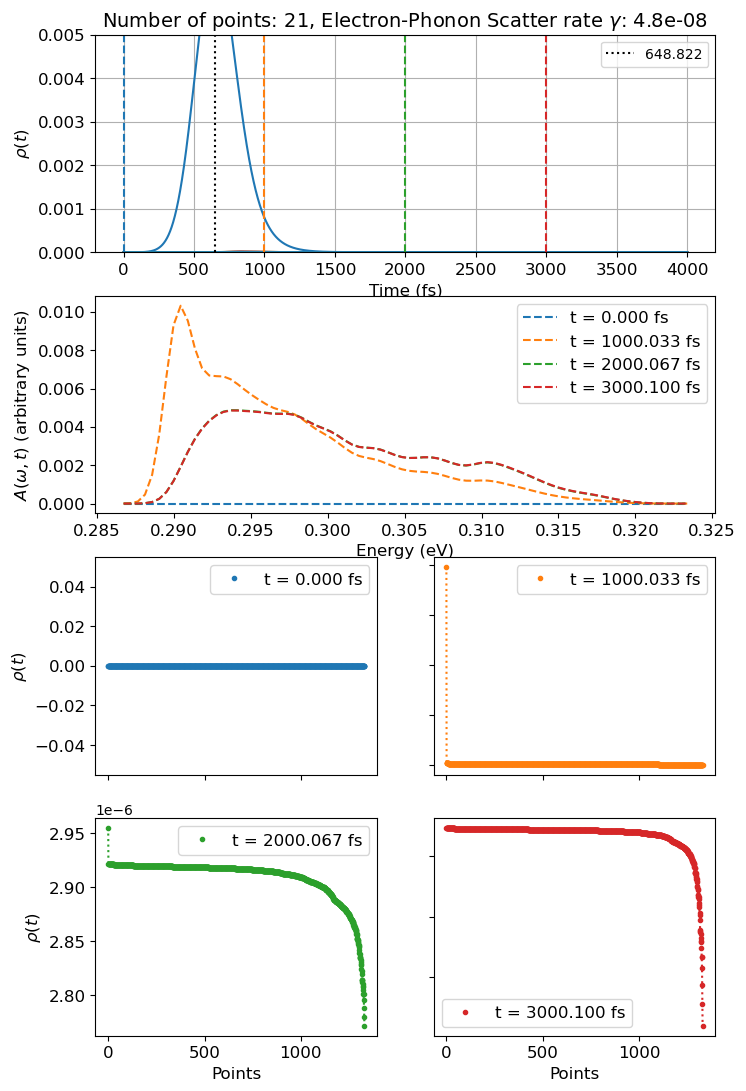 Number of points: 21, Electron-Phonon Scatter rate γ: 4.8e-08
0.005
0.004
0.003
0.002
0.001
0.000
ρ(t)
648.822
0 500 1000 1500 2000 2500 3000 3500 4000
Time (fs)
0.010
0.008
0.006
0.004
0.002
0.000
A(ω, t) (arbitrary units)
t = 0.000 fs
t = 1000.033 fs
t = 2000.067 fs
t = 3000.100 fs
0.285 0.290 0.295 0.300 0.305 0.310 0.315 0.320 0.325
Energy (eV)
0.04
0.02
0.00
−0.02
−0.04
ρ(t)
t = 0.000 fs
t = 1000.033 fs
1e−6
2.95
2.90
2.85
2.80
ρ(t)
t = 2000.067 fs
0 500 1000
Points
t = 3000.100 fs
0 500 1000
Points